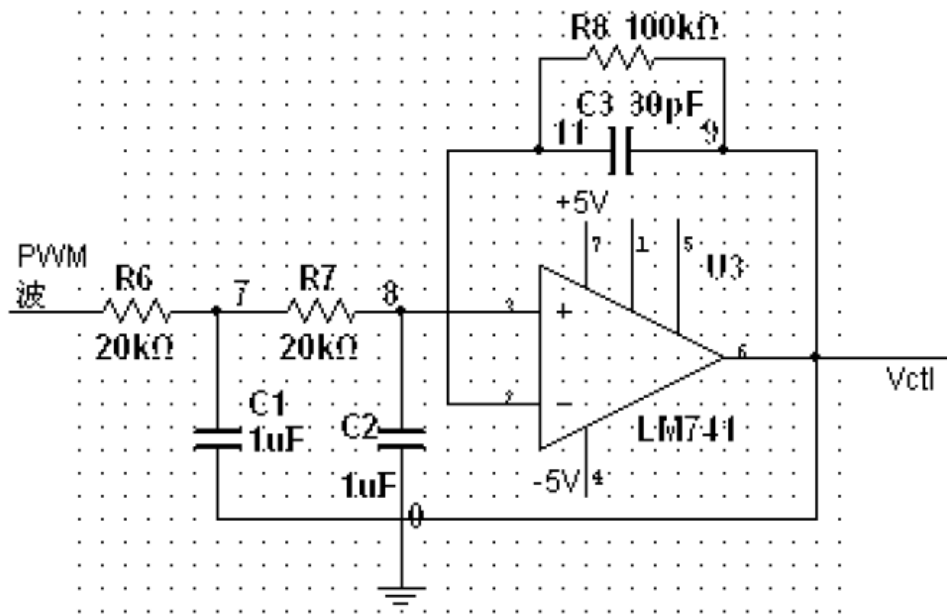 R8 100kΩ
C3 30pF
11
9
+5V
7
1
5
U3
PWM
波
R6
7
R7
8
3
+
20kΩ
20kΩ
6
Vctl
C1
1uF
2
−
LM741
C2
1uF
-5V
4
0